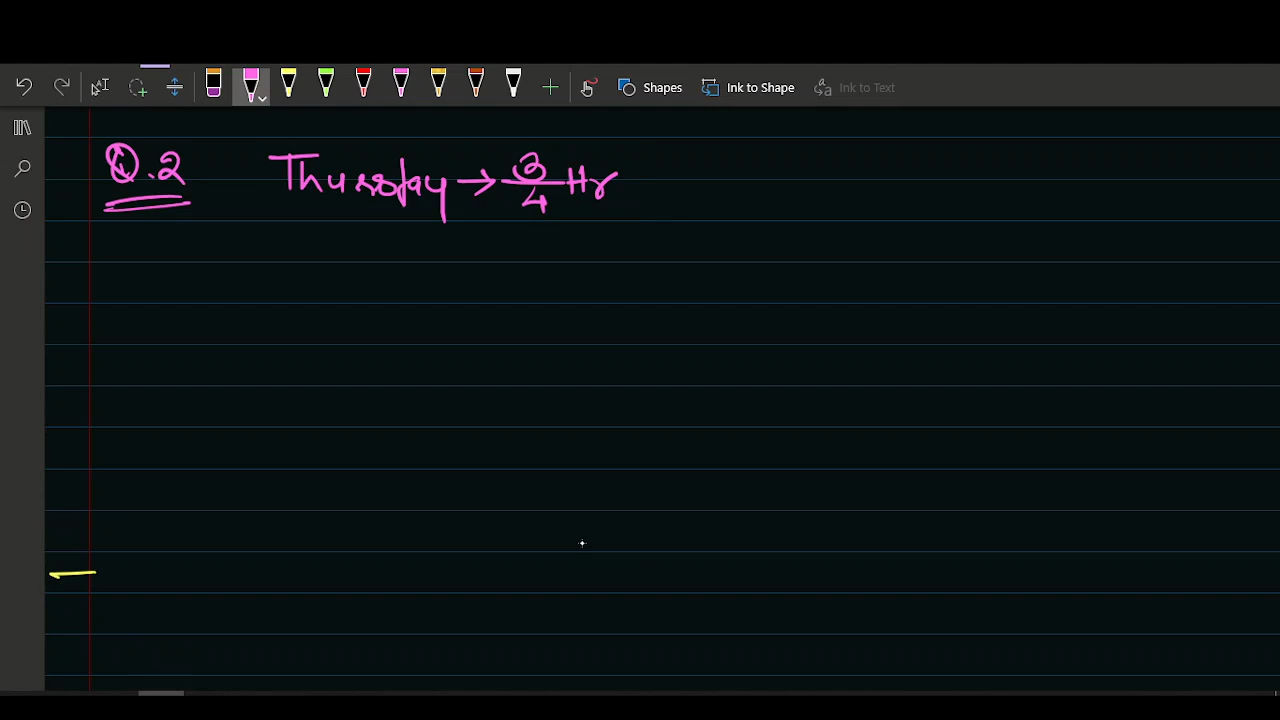 Shapes Ink to Shape Ink to Text
Q.2 Thursday → 3/4 Hr